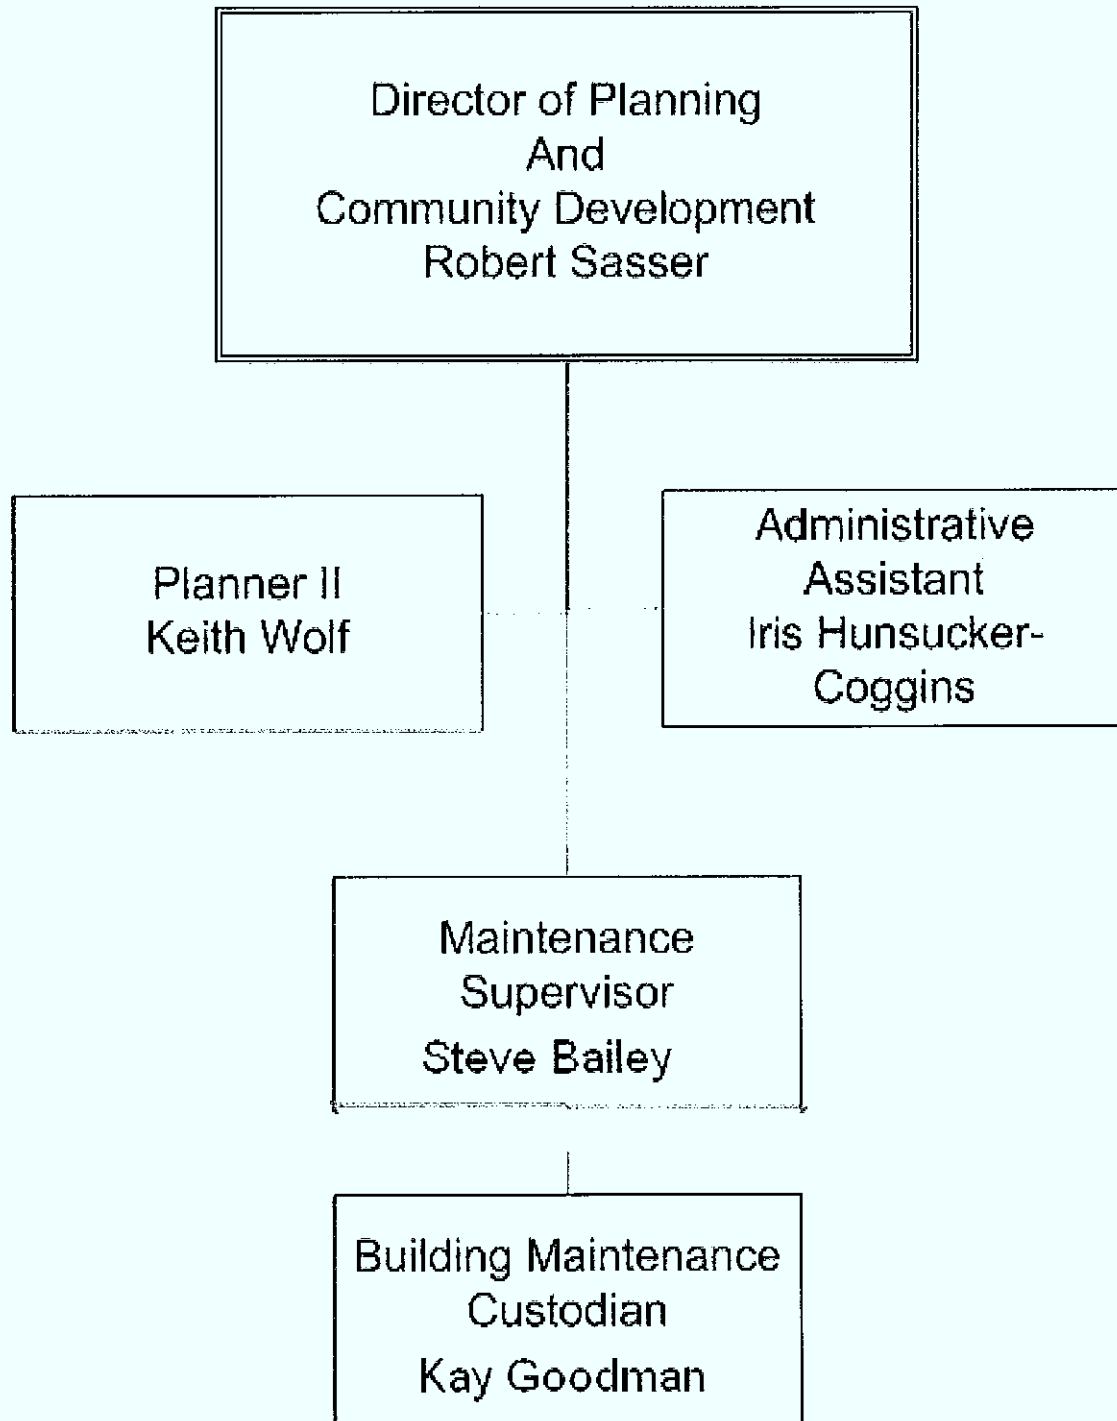 Director of Planning
And
Community Development
Robert Sasser
Planner II
Keith Wolf
Administrative
Assistant
Iris Hunsucker-
Coggins
Maintenance
Supervisor
Steve Bailey
Building Maintenance
Custodian
Kay Goodman